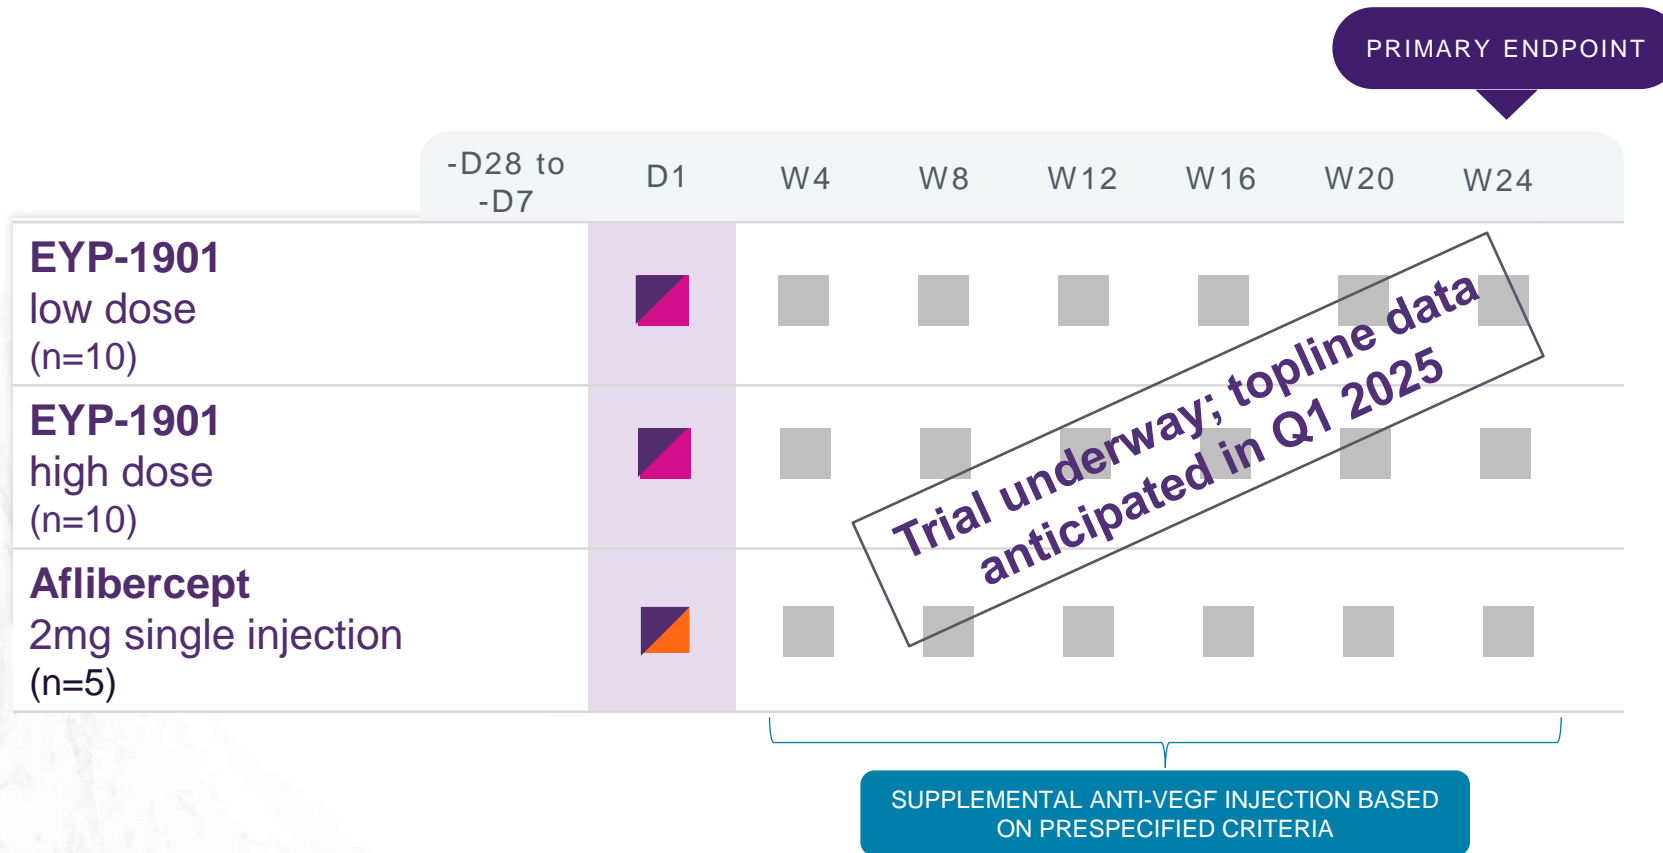 PRIMARY ENDPOINT
-D28 to
-D7
D1
W4
W8
W12
W16
W20
W24
EYP-1901
low dose
(n=10)
EYP-1901
high dose
(n=10)
Aflibercept
2mg single injection
(n=5)
Trial underway; topline data
anticipated in Q1 2025
SUPPLEMENTAL ANTI-VEGF INJECTION BASED
ON PRESPECIFIED CRITERIA